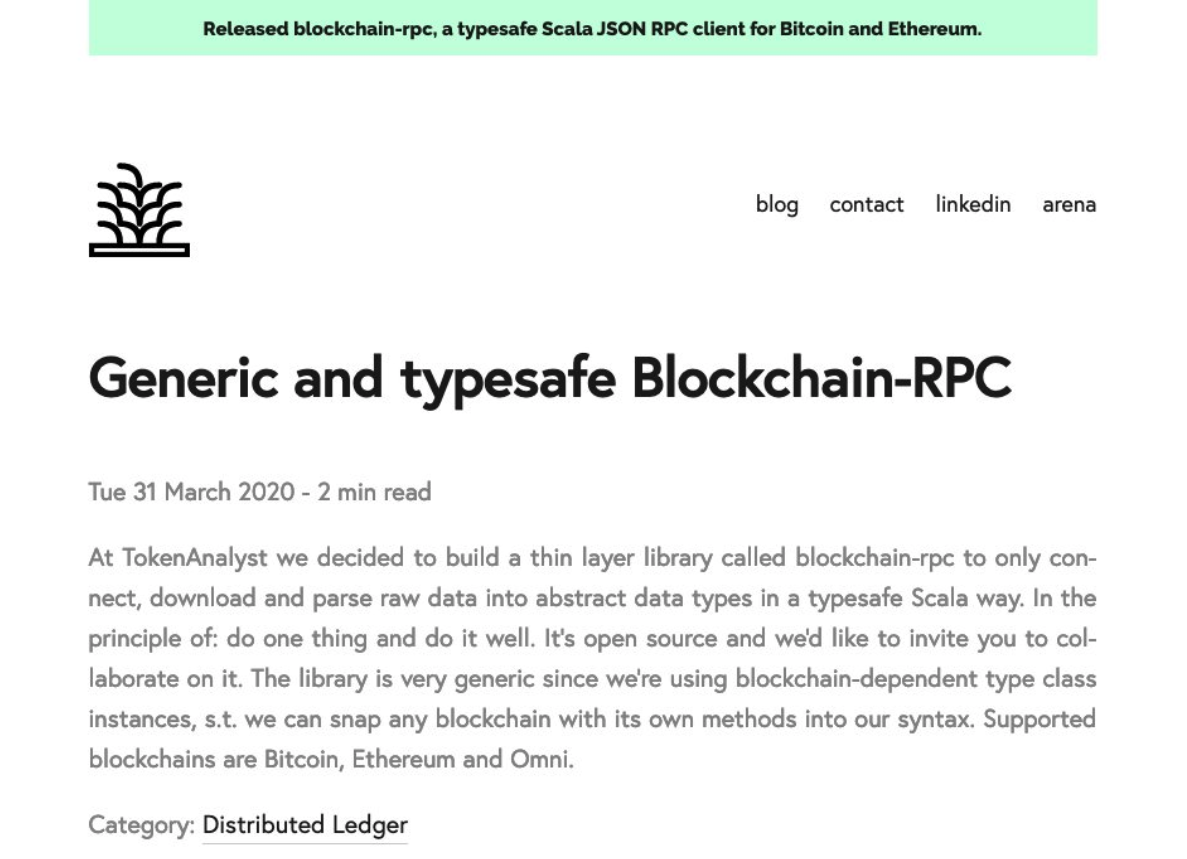 Released blockchain-rpc, a typesafe Scala JSON RPC client for Bitcoin and Ethereum.
blog contact linkedin arena
Generic and typesafe Blockchain-RPC
Tue 31 March 2020 - 2 min read
At TokenAnalyst we decided to build a thin layer library called blockchain-rpc to only con-
nect, download and parse raw data into abstract data types in a typesafe Scala way. In the
principle of: do one thing and do it well. It's open source and we'd like to invite you to col-
laborate on it. The library is very generic since we're using blockchain-dependent type class
instances, s.t. we can snap any blockchain with its own methods into our syntax. Supported
blockchains are Bitcoin, Ethereum and Omni.
Category: Distributed Ledger